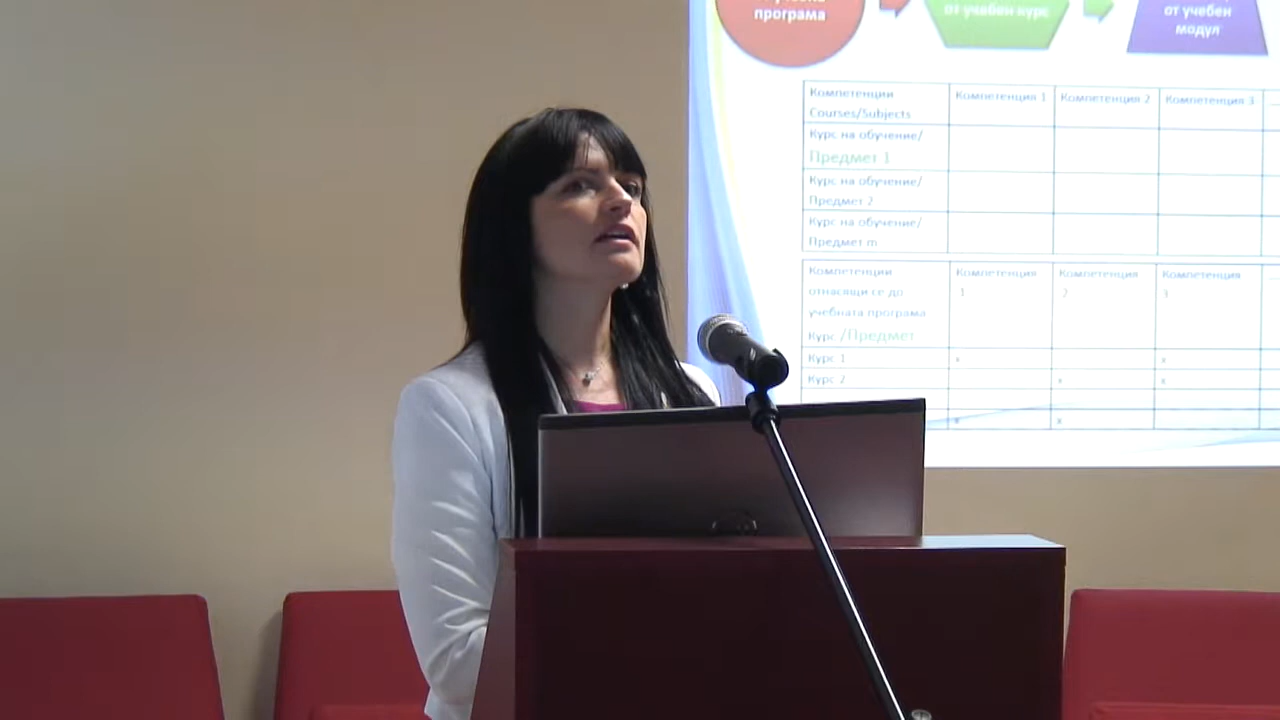 програма
от учебен курс
от учебен
модул
Компетенции
Courses/Subjects
Компетенция 1
Компетенция 2
Компетенция 3
Курс на обучение/
Предмет 1
Курс на обучение/
Предмет 2
Курс на обучение/
Предмет m
Компетенции
отнасящи се до
учебната програма
Курс /Предмет
Компетенция
1
Компетенция
2
Компетенция
3
Курс 1
x
x
Курс 2
x
x
x
x